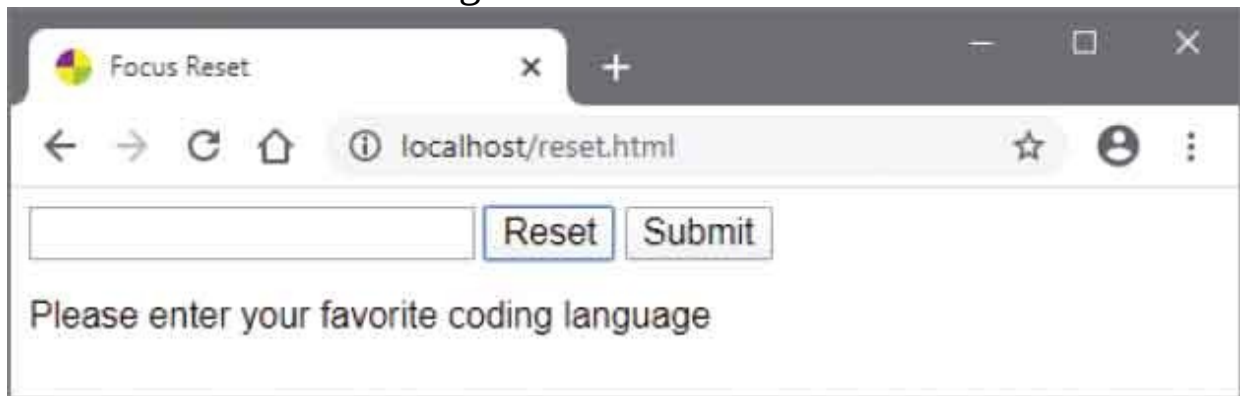 Focus Reset
localhost/reset.html
Reset Submit
Please enter your favorite coding language